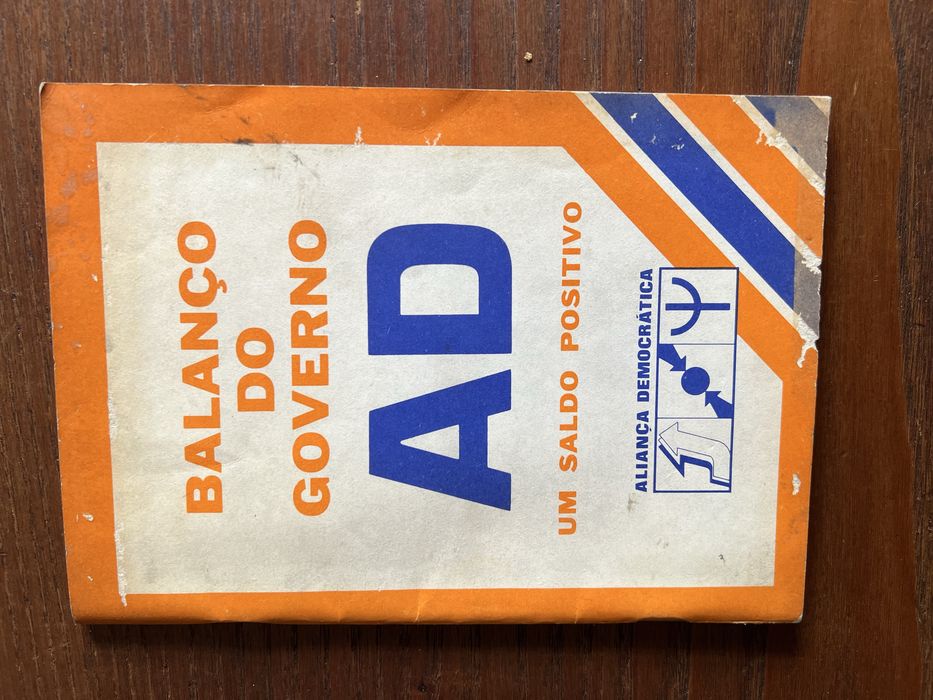 BALANÇO
DO
GOVERNO
AD
UM SALDO POSITIVO
ALIANÇA DEMOCRÁTICA